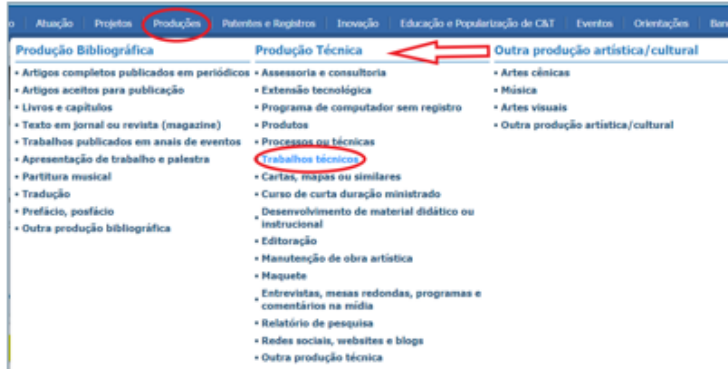 o Atuação Projetos Produções Patentes e Registros Inovação Educação e Popularização de C&T Eventos Orientações Ban
Produção Bibliográfica
• Artigos completos publicados em periódicos
• Artigos aceitos para publicação
• Livros e capítulos
• Texto em jornal ou revista (magazine)
• Trabalhos publicados em anais de eventos
• Apresentação de trabalho e palestra
• Partitura musical
• Tradução
• Prefácio, posfácio
• Outra produção bibliográfica
Produção Técnica
• Assessoria e consultoria
• Extensão tecnológica
• Programa de computador sem registro
• Produtos
• Processos ou técnicas
Trabalhos técnicos
• Cartas, mapas ou similares
• Curso de curta duração ministrado
• Desenvolvimento de material didático ou
instrucional
• Editoração
• Manutenção de obra artística
• Maquete
• Entrevistas, mesas redondas, programas e
comentários na mídia
• Relatório de pesquisa
• Redes sociais, websites e blogs
• Outra produção técnica
Outra produção artística/cultural
• Artes cênicas
• Música
• Artes visuais
• Outra produção artística/cultural